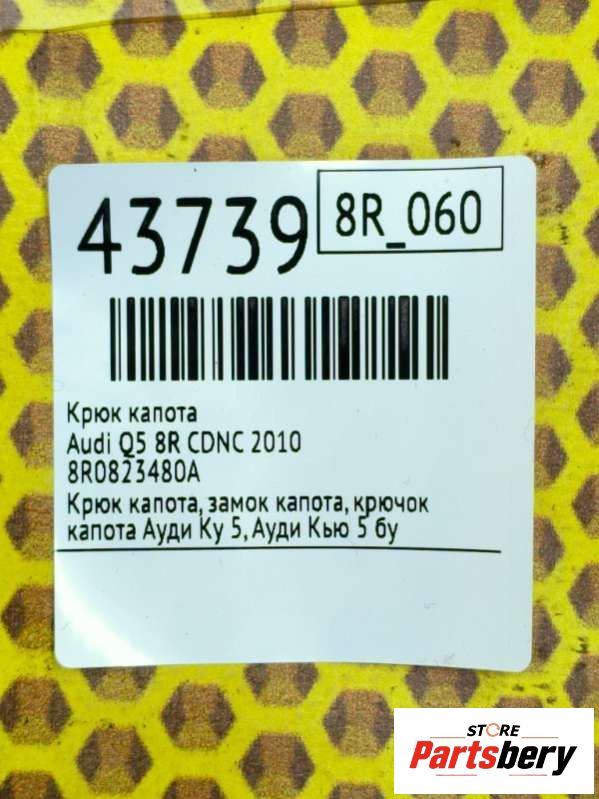 43739
8R_060
Крюк капота
Audi Q5 8R CDNC 2010
8R0823480A
Крюк капота, замок капота, крючок
капота Ауди Ку 5, Ауди Кью 5 бу
STORE
Partsbery